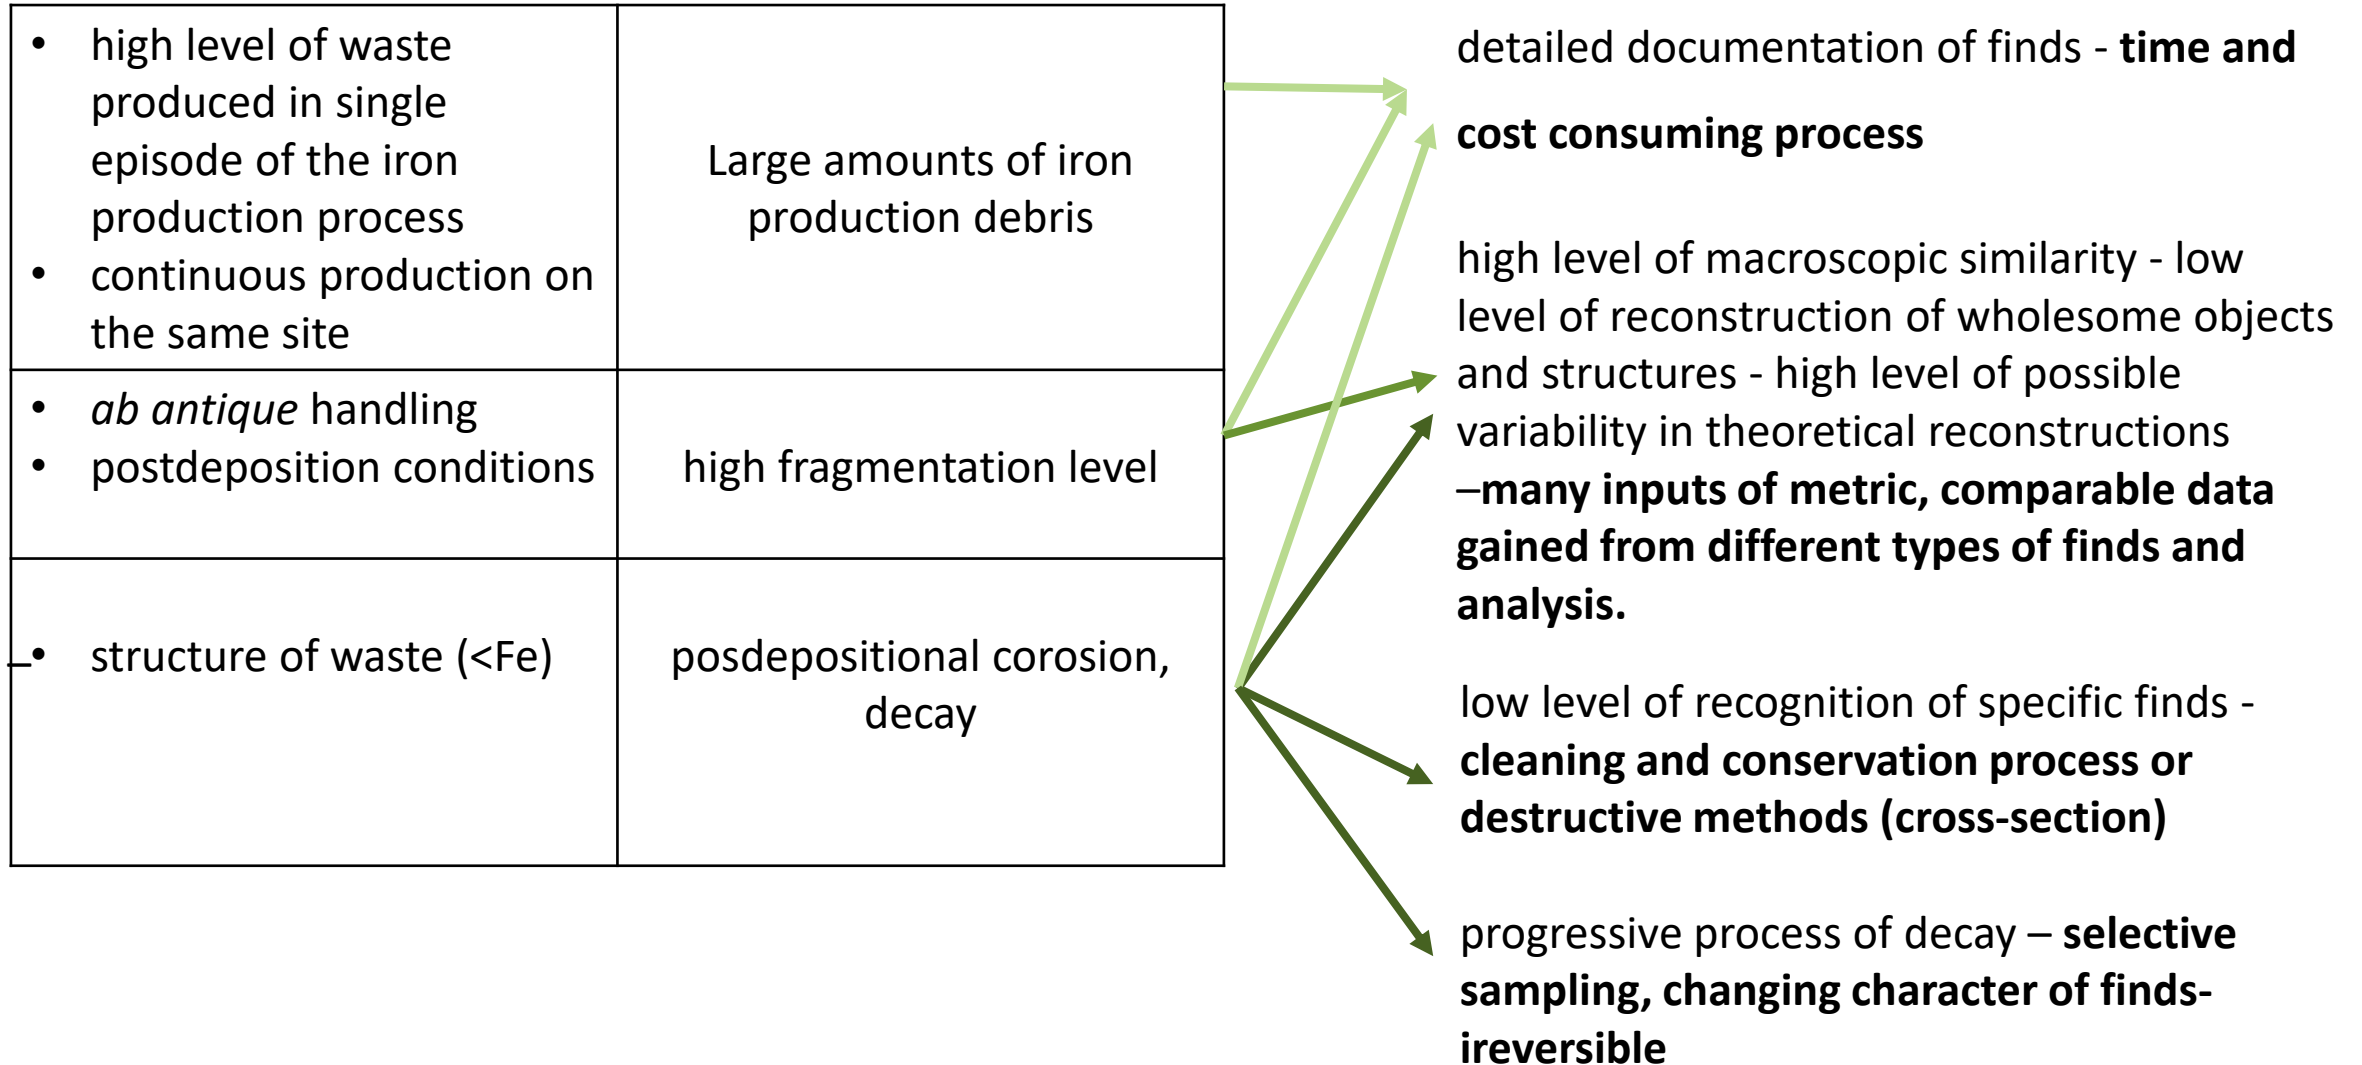 • high level of waste
produced in single
episode of the iron
production process
• continuous production on
the same site
Large amounts of iron
production debris
• ab antique handling
• postdeposition conditions
high fragmentation level
• structure of waste (<Fe)
posdepositional corosion,
decay
detailed documentation of finds - time and
cost consuming process
high level of macroscopic similarity - low
level of reconstruction of wholesome objects
and structures - high level of possible
variability in theoretical reconstructions
–many inputs of metric, comparable data
gained from different types of finds and
analysis.
low level of recognition of specific finds -
cleaning and conservation process or
destructive methods (cross-section)
progressive process of decay – selective
sampling, changing character of finds-
ireversible